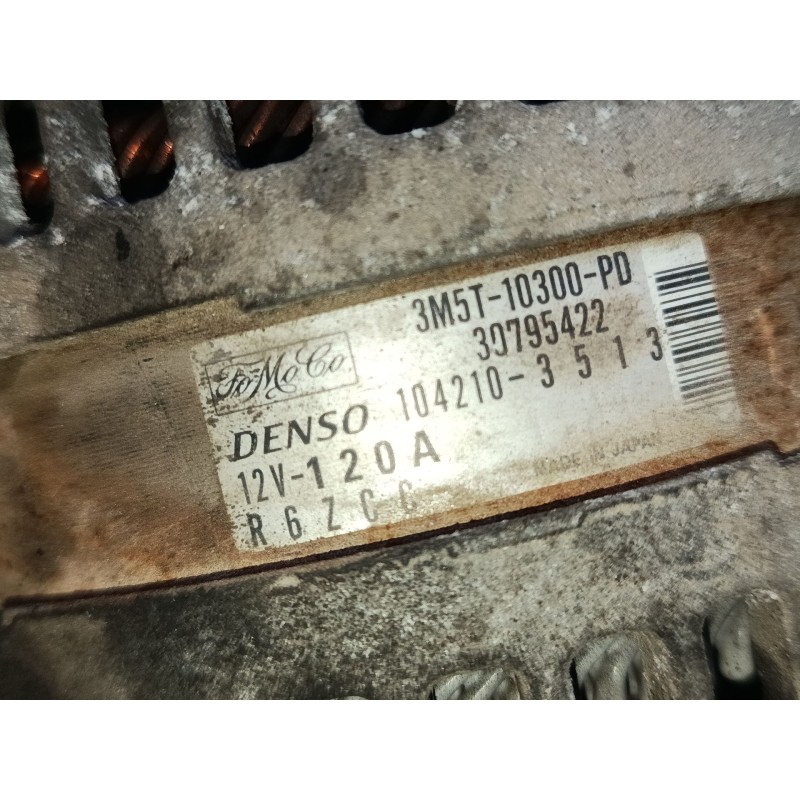 3M5T-10300-PD
30795422
FoMoCo
DENSO 104210-3513
12V-120A
MADE IN JAPAN
R6ZCC